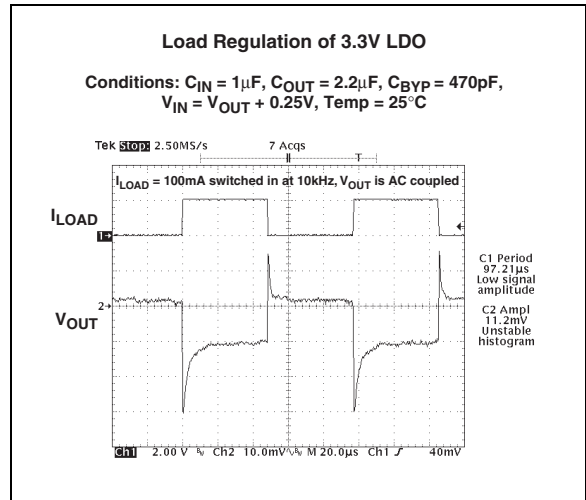 Load Regulation of 3.3V LDO
Conditions: CIN = 1μF, COUT = 2.2μF, CBYP = 470pF,
VIN = VOUT + 0.25V, Temp = 25°C
Tek Stop: 2.50MS/s 7 Acqs
T
ILOAD = 100mA switched in at 10kHz, VOUT is AC coupled
ILOAD
1
C1 Period
97.21µs
Low signal
amplitude
2
C2 Ampl
11.2mV
Unstable
histogram
VOUT
Ch1 2.00 V BW Ch2 10.0mV∿ BW M 20.0µs Ch1 ƒ 40mV